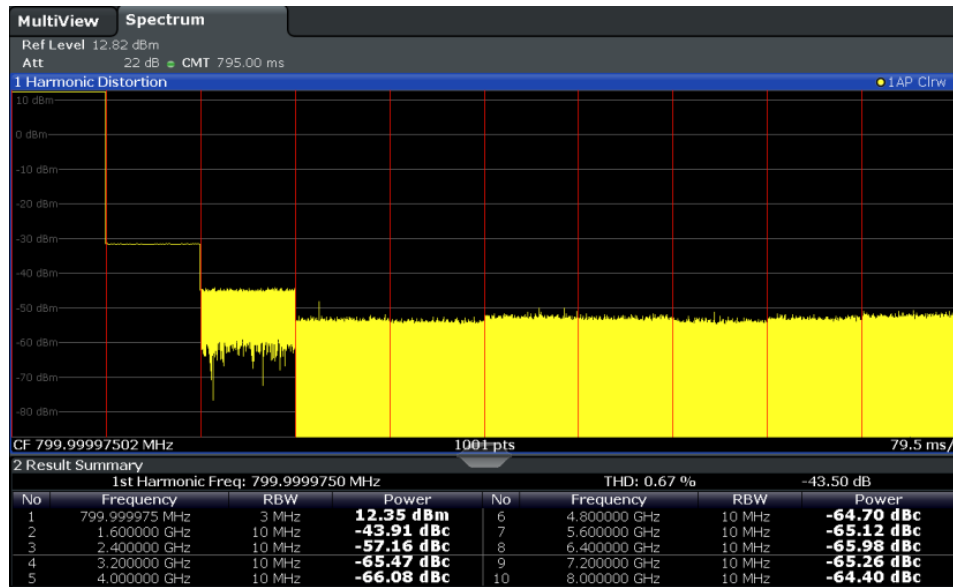 MultiView Spectrum
Ref Level 12.82 dBm
Att 22 dB CMT 795.00 ms
1 Harmonic Distortion 1AP Clrw
10 dBm
0 dBm
-10 dBm
-20 dBm
-30 dBm
-40 dBm
-50 dBm
-60 dBm
-70 dBm
-80 dBm
CF 799.99997502 MHz 1001 pts 79.5 ms/
2 Result Summary
1st Harmonic Freq: 799.9999750 MHz THD: 0.67 % -43.50 dB
No Frequency RBW Power No Frequency RBW Power
1 799.999975 MHz 3 MHz 12.35 dBm 6 4.800000 GHz 10 MHz -64.70 dBc
2 1.600000 GHz 10 MHz -43.91 dBc 7 5.600000 GHz 10 MHz -65.12 dBc
3 2.400000 GHz 10 MHz -57.16 dBc 8 6.400000 GHz 10 MHz -65.98 dBc
4 3.200000 GHz 10 MHz -65.47 dBc 9 7.200000 GHz 10 MHz -65.26 dBc
5 4.000000 GHz 10 MHz -66.08 dBc 10 8.000000 GHz 10 MHz -64.46 dBc